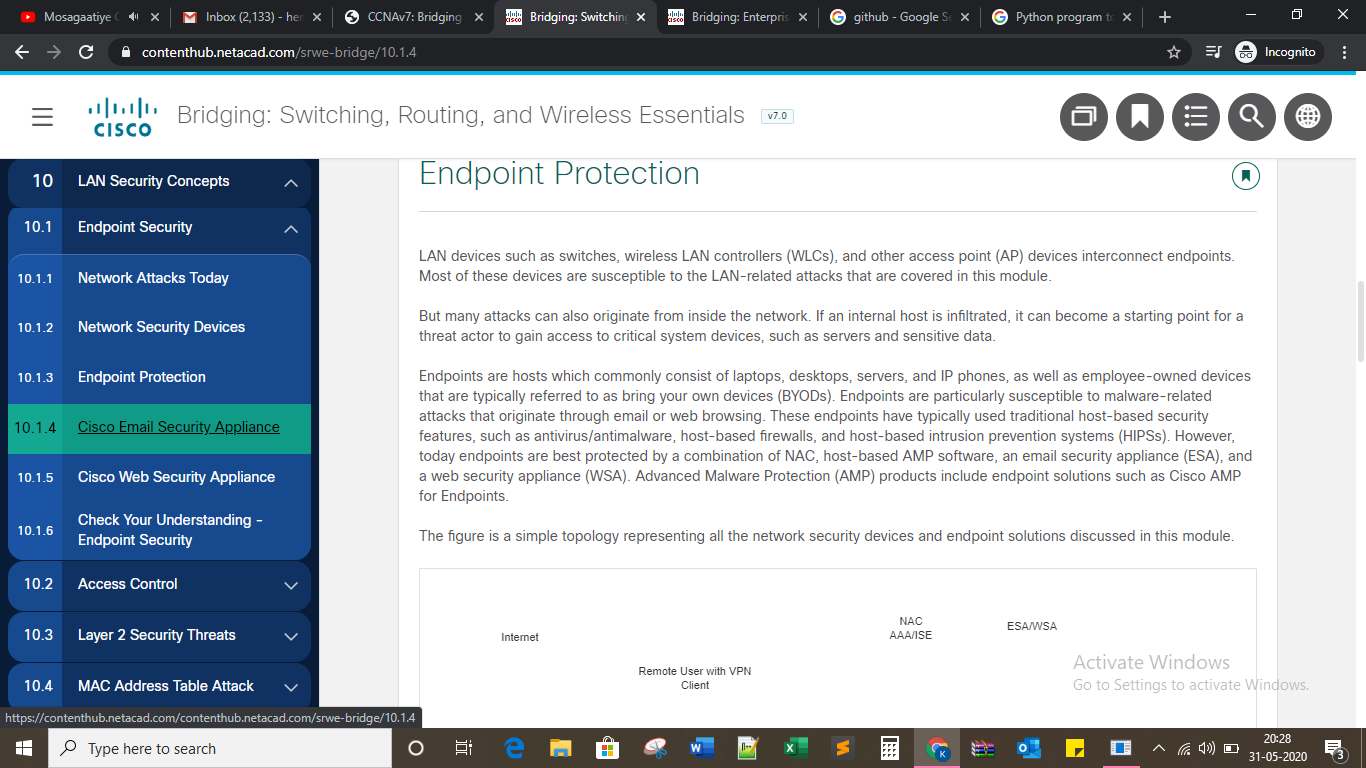 Mosagaatiye
Inbox (2,133) - her
CCNAv7: Bridging
Bridging: Switching
Bridging: Enterpris
github - Google Se
Python program to
contenthub.netacad.com/srwe-bridge/10.1.4
Incognito
CISCO
Bridging: Switching, Routing, and Wireless Essentials
v7.0
10 LAN Security Concepts
10.1 Endpoint Security
10.1.1 Network Attacks Today
10.1.2 Network Security Devices
10.1.3 Endpoint Protection
10.1.4 Cisco Email Security Appliance
10.1.5 Cisco Web Security Appliance
10.1.6 Check Your Understanding –
Endpoint Security
10.2 Access Control
10.3 Layer 2 Security Threats
10.4 MAC Address Table Attack
Endpoint Protection
LAN devices such as switches, wireless LAN controllers (WLCs), and other access point (AP) devices interconnect endpoints.
Most of these devices are susceptible to the LAN-related attacks that are covered in this module.
But many attacks can also originate from inside the network. If an internal host is infiltrated, it can become a starting point for a
threat actor to gain access to critical system devices, such as servers and sensitive data.
Endpoints are hosts which commonly consist of laptops, desktops, servers, and IP phones, as well as employee-owned devices
that are typically referred to as bring your own devices (BYODs). Endpoints are particularly susceptible to malware-related
attacks that originate through email or web browsing. These endpoints have typically used traditional host-based security
features, such as antivirus/antimalware, host-based firewalls, and host-based intrusion prevention systems (HIPSs). However,
today endpoints are best protected by a combination of NAC, host-based AMP software, an email security appliance (ESA), and
a web security appliance (WSA). Advanced Malware Protection (AMP) products include endpoint solutions such as Cisco AMP
for Endpoints.
The figure is a simple topology representing all the network security devices and endpoint solutions discussed in this module.
Internet
Remote User with VPN
Client
NAC
AAA/ISE
ESA/WSA
Activate Windows
Go to Settings to activate Windows.
https://contenthub.netacad.com/contenthub.netacad.com/srwe-bridge/10.1.4
Type here to search
20:28
31-05-2020
3